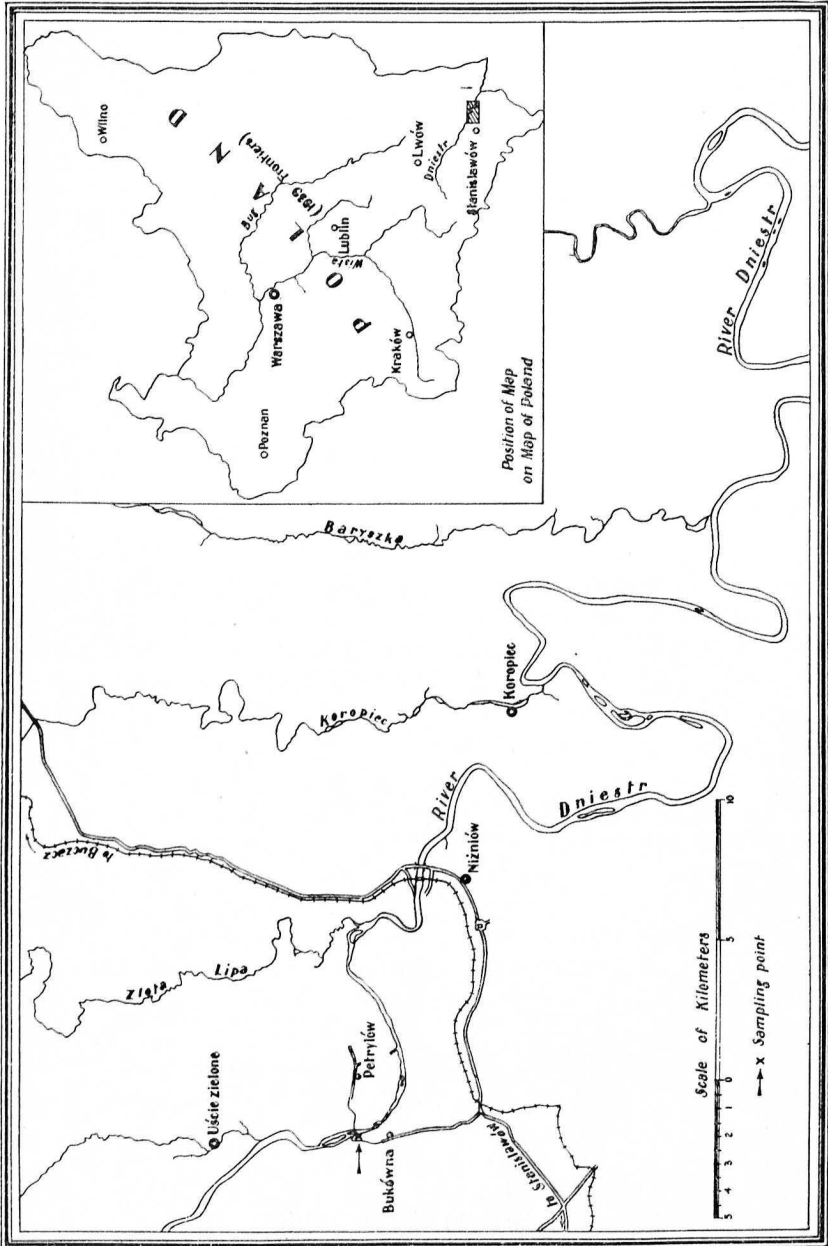 Wilno
POLAND
(1939 Frontiers)
Bug
Warszawa
Poznan
Lublin
Wisła
Kraków
Lwów
Dniestr
Stanisławów
Position of Map
on Map of Poland
River Dniestr
Baryszka
Koropiec
Koropiec
River Dniestr
to Buczacz
Niżniów
Złota Lipa
Uście zielone
Petryłów
Bukówna
to Stanisławów
Scale of Kilometers
5 4 3 2 1 0 5 10
x Sampling point